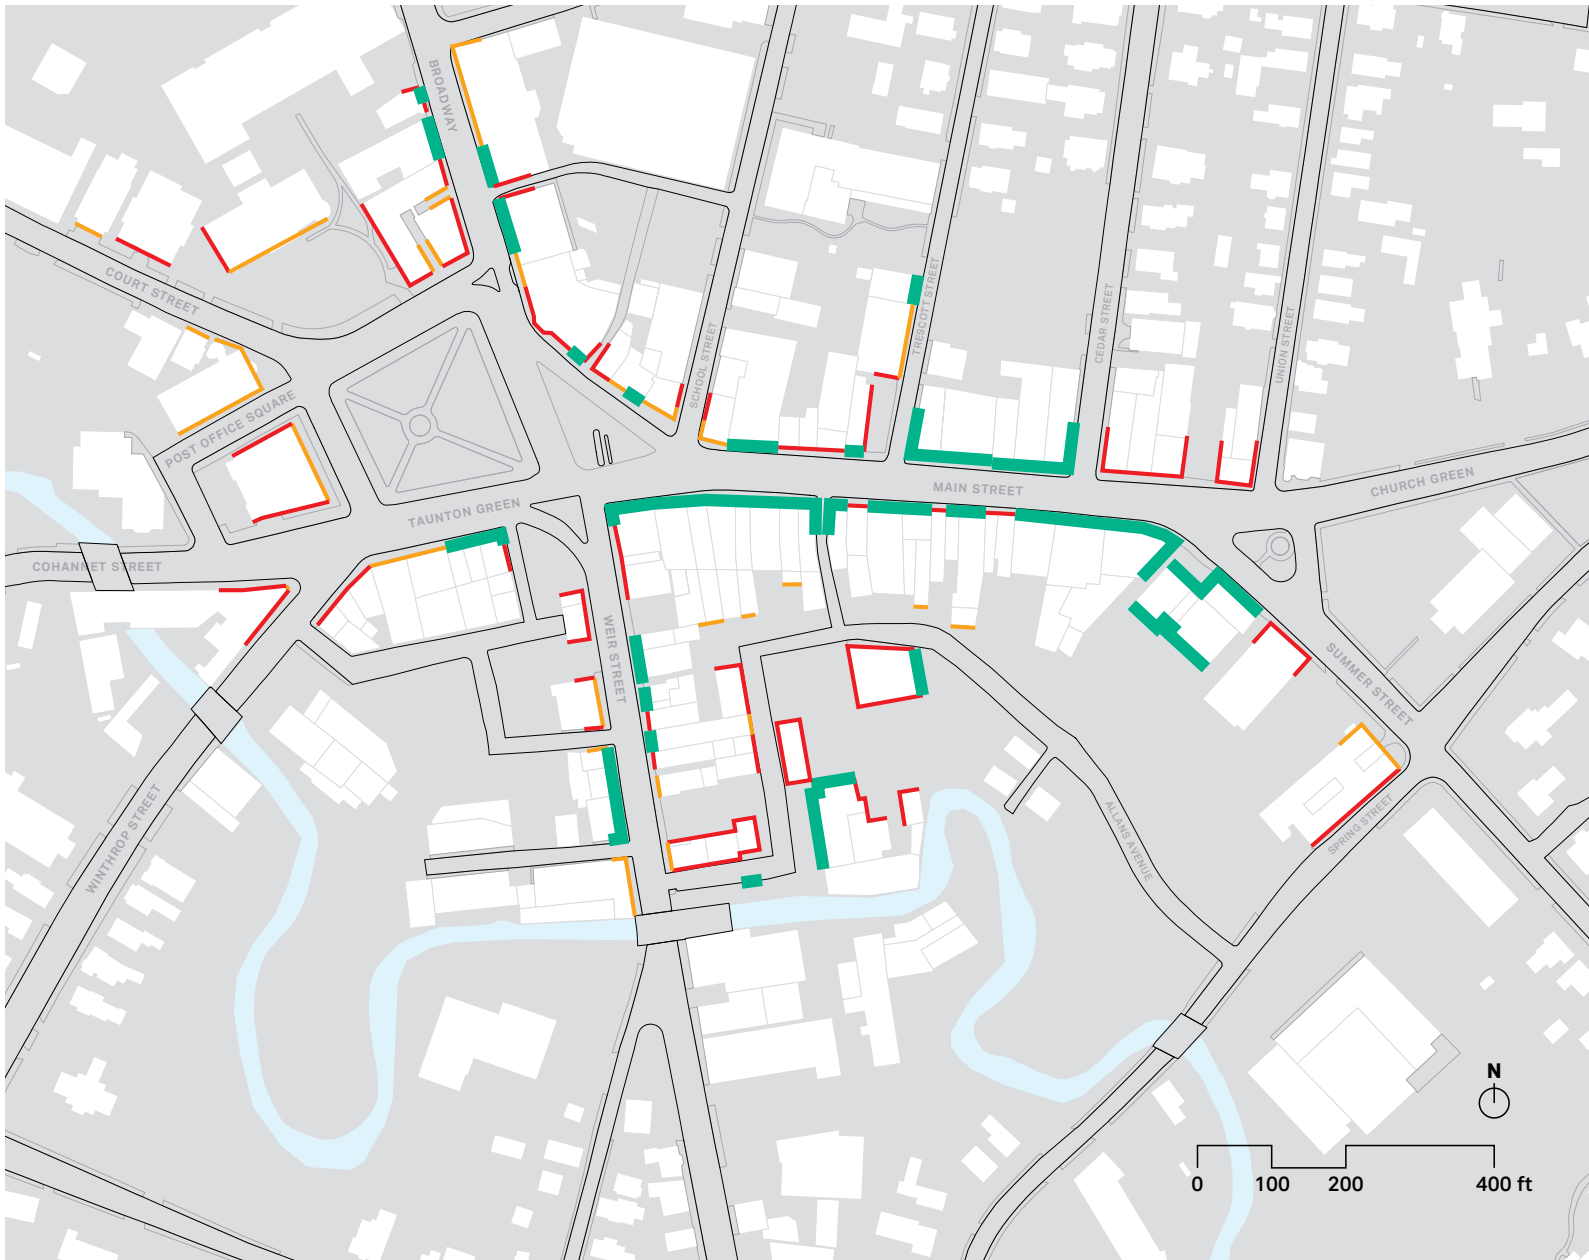 BROADWAY
COURT STREET
TRESCOTT STREET
CEDAR STREET
UNION STREET
SCHOOL STREET
POST OFFICE SQUARE
MAIN STREET
CHURCH GREEN
TAUNTON GREEN
COHANNET STREET
WEIR STREET
SUMMER STREET
WINTHROP STREET
ALLANS AVENUE
SPRING STREET
N
0 100 200 400 ft